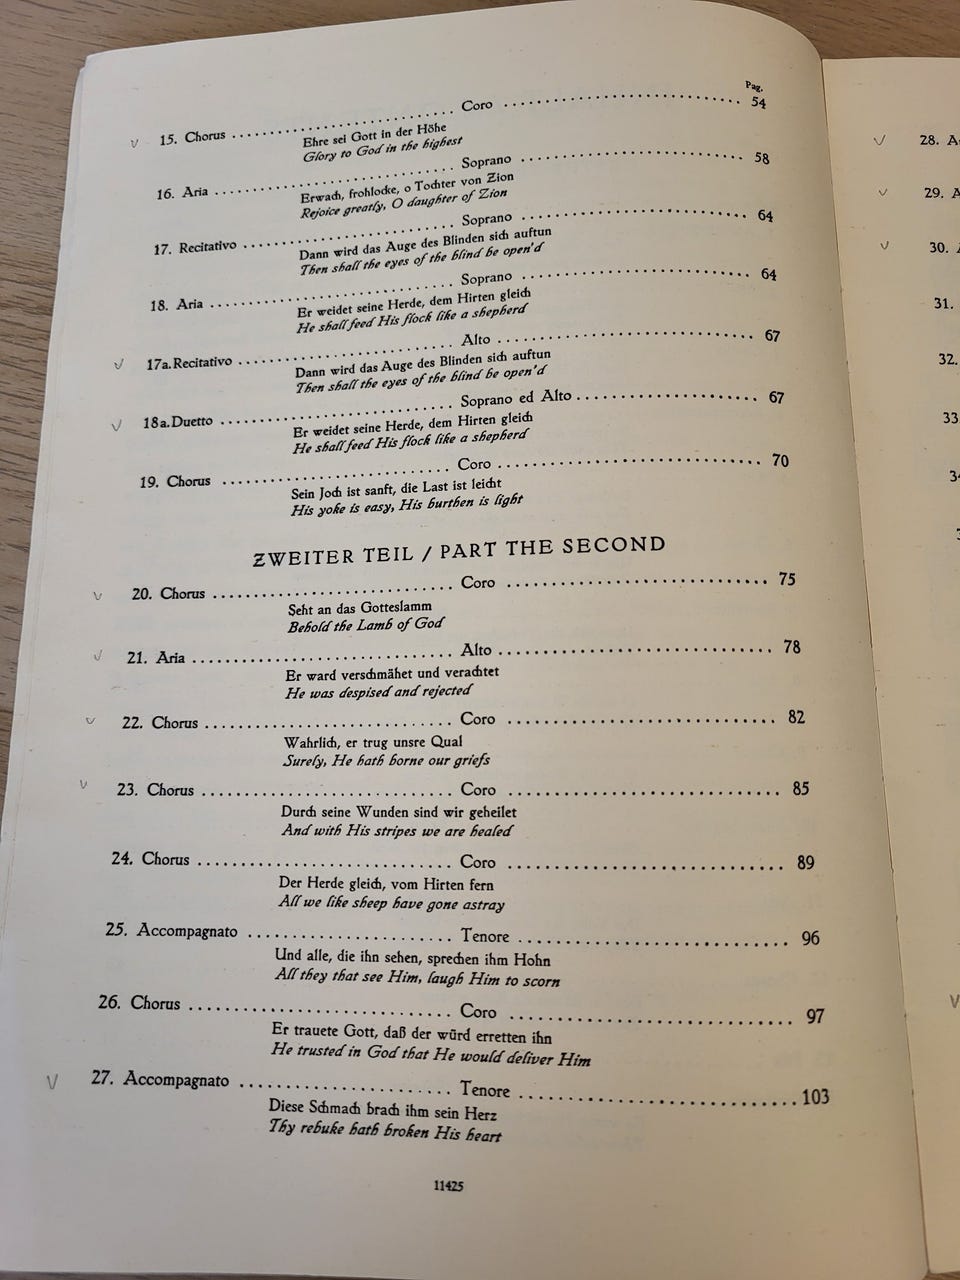 Pag.
15. Chorus Coro 54
Ehre sei Gott in der Höhe
Glory to God in the highest
16. Aria Soprano 58
Erwach, frohlocke, o Tochter von Zion
Rejoice greatly, O daughter of Zion
17. Recitativo Soprano 64
Dann wird das Auge des Blinden sich auftun
Then shall the eyes of the blind be open'd
18. Aria Soprano 64
Er weidet seine Herde, dem Hirten gleich
He shall feed His flock like a shepherd
17a. Recitativo Alto 67
Dann wird das Auge des Blinden sich auftun
Then shall the eyes of the blind be open'd
18a. Duetto Soprano ed Alto 67
Er weidet seine Herde, dem Hirten gleich
He shall feed His flock like a shepherd
19. Chorus Coro 70
Sein Joch ist sanft, die Last ist leicht
His yoke is easy, His burthen is light
ZWEITER TEIL / PART THE SECOND
20. Chorus Coro 75
Seht an das Gotteslamm
Behold the Lamb of God
21. Aria Alto 78
Er ward verschmähet und verachtet
He was despised and rejected
22. Chorus Coro 82
Wahrlich, er trug unsre Qual
Surely, He hath borne our griefs
23. Chorus Coro 85
Durch seine Wunden sind wir geheilet
And with His stripes we are healed
24. Chorus Coro 89
Der Herde gleich, vom Hirten fern
All we like sheep have gone astray
25. Accompagnato Tenore 96
Und alle, die ihn sehen, sprechen ihm Hohn
All they that see Him, laugh Him to scorn
26. Chorus Coro 97
Er trauete Gott, daß der würd erretten ihn
He trusted in God that He would deliver Him
27. Accompagnato Tenore 103
Diese Schmach brach ihm sein Herz
Thy rebuke hath broken His heart
11425
28.
29.
30.
31.
32.
33